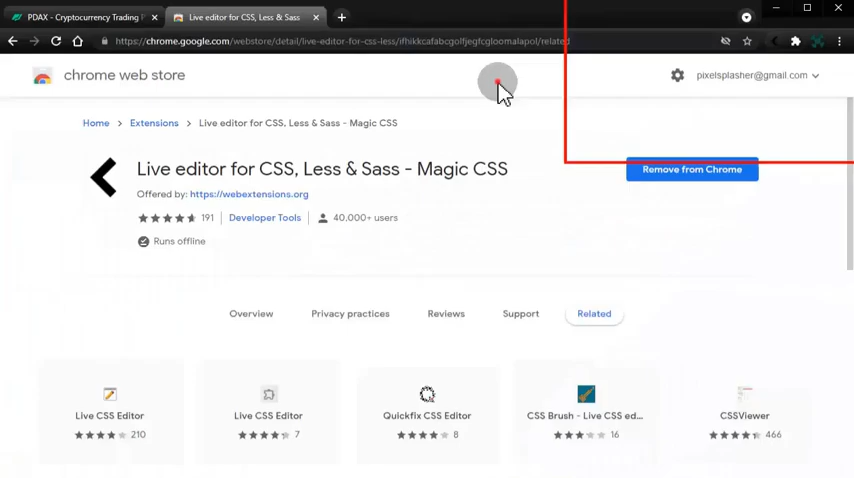 PDAX - Cryptocurrency Trading P
Live editor for CSS, Less & Sass
https://chrome.google.com/webstore/detail/live-editor-for-css-less/ifhikkcafabcgolfjegfcgloomalapol/related
chrome web store
pixelsplasher@gmail.com
Home > Extensions > Live editor for CSS, Less & Sass - Magic CSS
Live editor for CSS, Less & Sass - Magic CSS
Remove from Chrome
Offered by: https://webextensions.org
191 | Developer Tools | 40,000+ users
Runs offline
Overview Privacy practices Reviews Support Related
Live CSS Editor Live CSS Editor Quickfix CSS Editor CSS Brush - Live CSS ed... CSSViewer
210 7 8 16 466